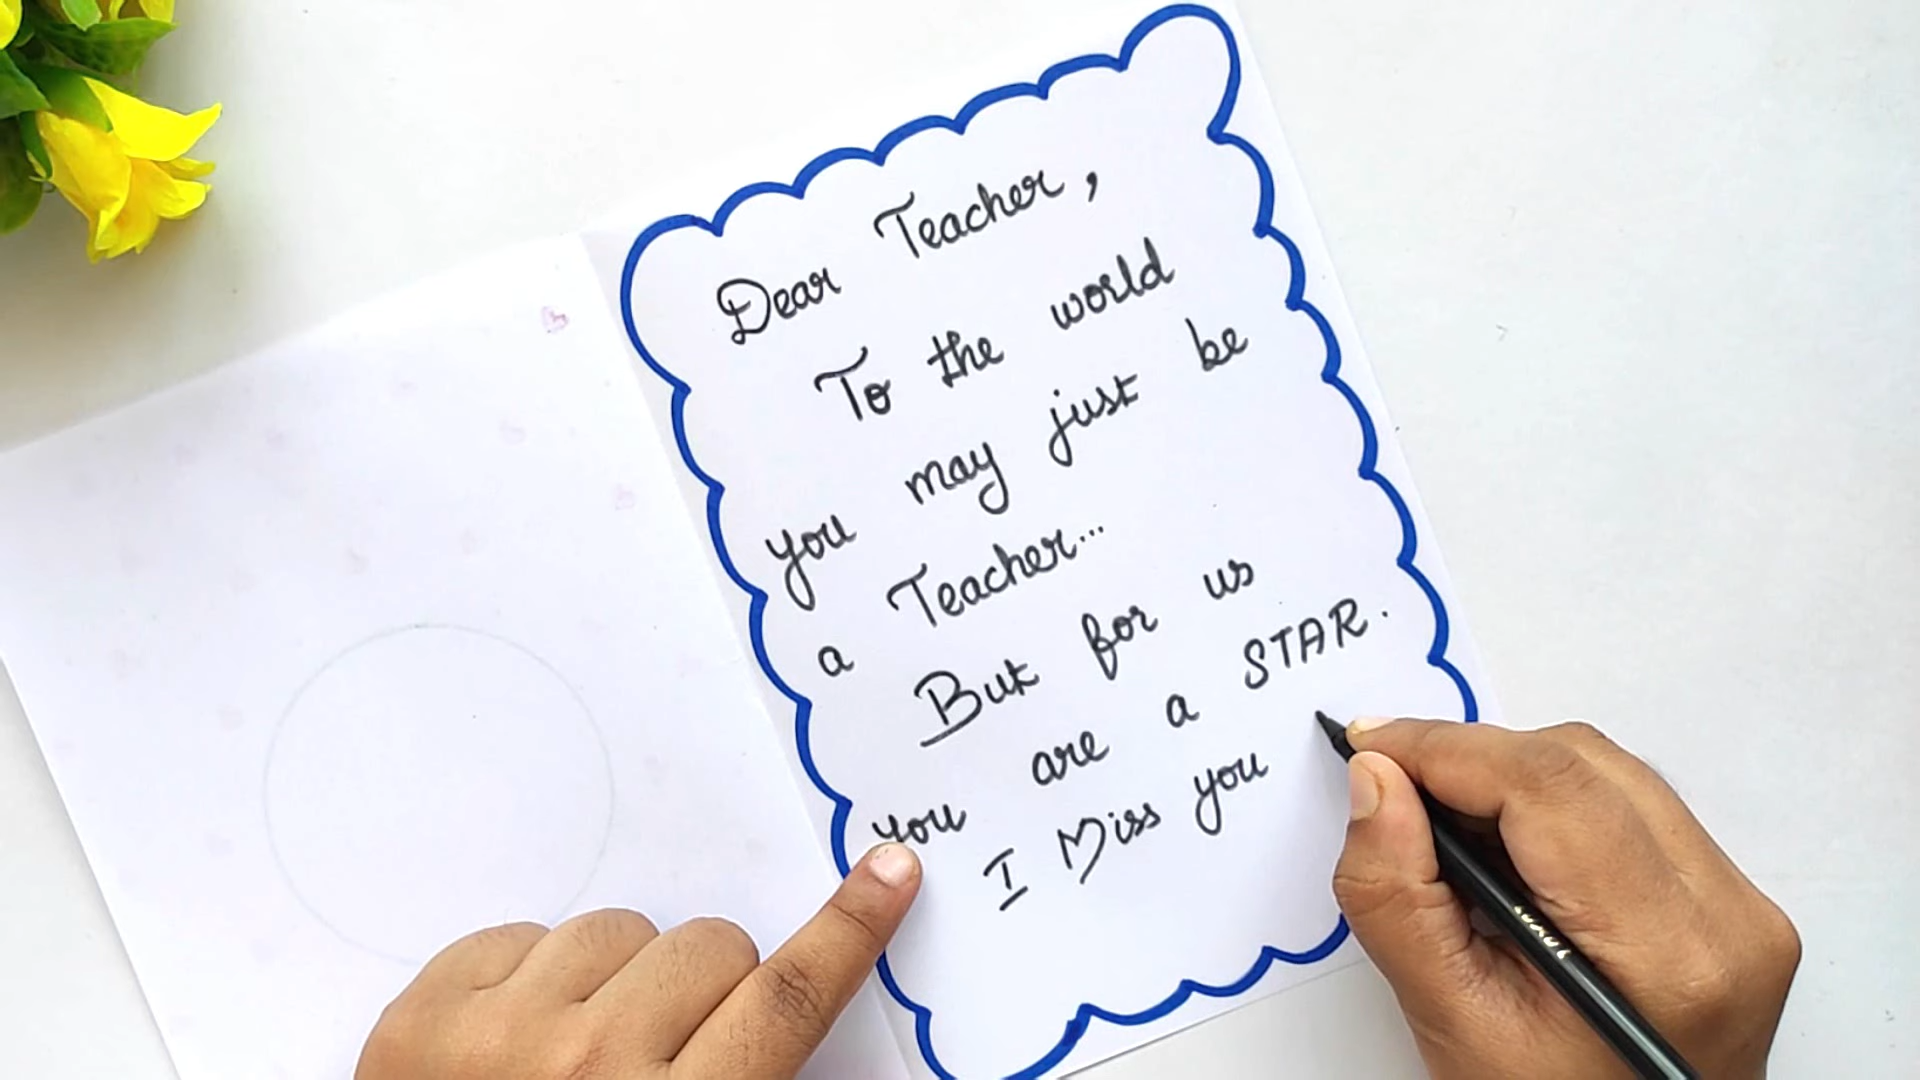 Dear Teacher,
To the world
you may just be
a Teacher...
But for us
you are a STAR.
I Miss you